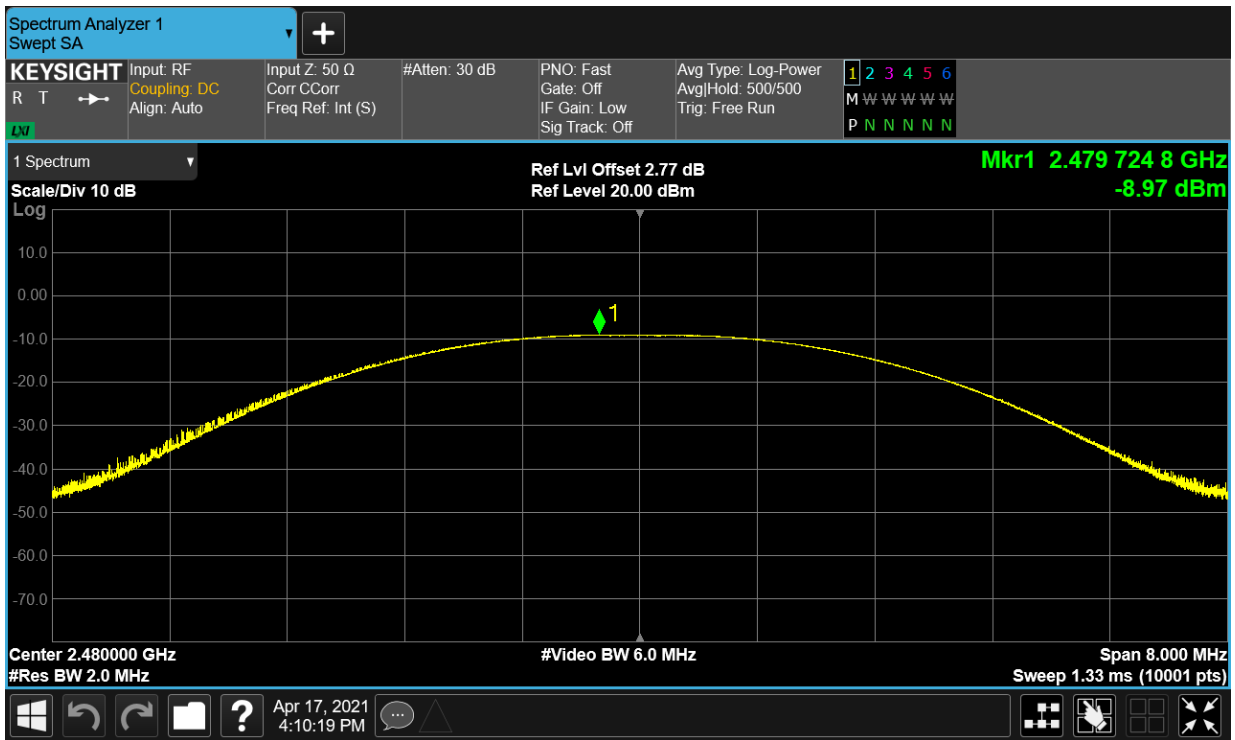 Spectrum Analyzer 1
Swept SA
KEYSIGHT
R T
LXI
Input: RF
Coupling: DC
Align: Auto
Input Z: 50 Ω
Corr CCorr
Freq Ref: Int (S)
#Atten: 30 dB
PNO: Fast
Gate: Off
IF Gain: Low
Sig Track: Off
Avg Type: Log-Power
Avg|Hold: 500/500
Trig: Free Run
1 2 3 4 5 6
M W W W W W
P N N N N N
1 Spectrum
Scale/Div 10 dB
Log
Ref Lvl Offset 2.77 dB
Ref Level 20.00 dBm
Mkr1 2.479 724 8 GHz
-8.97 dBm
10.0
0.00
1
-10.0
-20.0
-30.0
-40.0
-50.0
-60.0
-70.0
Center 2.480000 GHz
#Res BW 2.0 MHz
#Video BW 6.0 MHz
Span 8.000 MHz
Sweep 1.33 ms (10001 pts)
?
Apr 17, 2021
4:10:19 PM